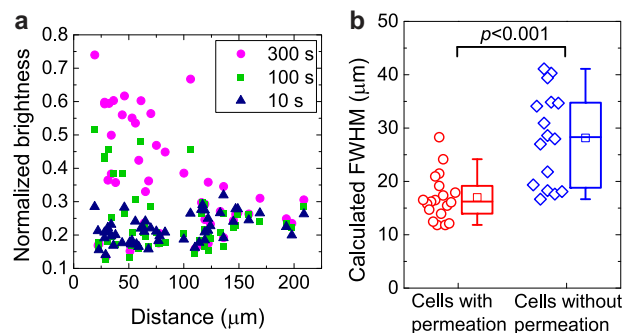 a
Normalized brightness
0.8
0.7
0.6
0.5
0.4
0.3
0.2
0.1
0 50 100 150 200
Distance (μm)
300 s
100 s
10 s
b
Calculated FWHM (μm)
50
40
30
20
10
0
p<0.001
Cells with permeation
Cells without permeation